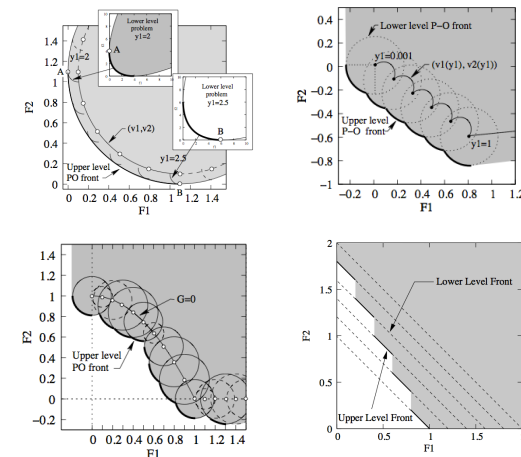 1.4
1.2
1
0.8
0.6
0.4
0.2
0
0 0.2 0.4 0.6 0.8 1 1.2 1.4
F2
F1
y1=2
A
(v1,v2)
Upper level
PO front
y1=2.5
B
Lower level
problem
y1=2
A
Lower level
problem
y1=2.5
B
0.4
0.2
0
−0.2
−0.4
−0.6
−0.8
−1
−0.2 0 0.2 0.4 0.6 0.8 1 1.2
F2
F1
Lower level P−O front
y1=0.001
(v1(y1), v2(y1))
Upper level
P−O front
y1=1
1.4
1.2
1
0.8
0.6
0.4
0.2
0
−0.2
0 0.2 0.4 0.6 0.8 1 1.2 1.4
F2
F1
G=0
Upper level
PO front
2
1.5
1
0.5
0
0 0.5 1 1.5 2
F2
F1
Lower Level Front
Upper Level Front